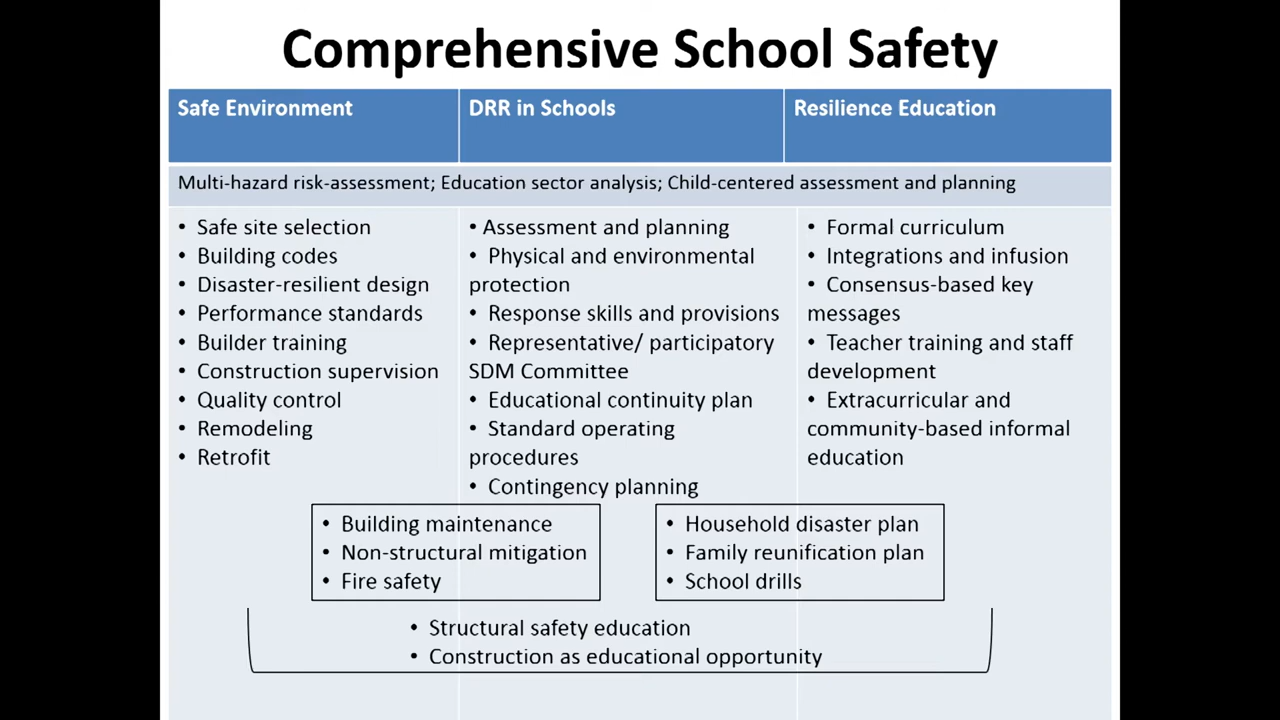 Comprehensive School Safety
Safe Environment
DRR in Schools
Resilience Education
Multi-hazard risk-assessment; Education sector analysis; Child-centered assessment and planning
• Safe site selection
• Building codes
• Disaster-resilient design
• Performance standards
• Builder training
• Construction supervision
• Quality control
• Remodeling
• Retrofit
• Assessment and planning
• Physical and environmental
protection
• Response skills and provisions
• Representative/ participatory
SDM Committee
• Educational continuity plan
• Standard operating
procedures
• Contingency planning
• Formal curriculum
• Integrations and infusion
• Consensus-based key
messages
• Teacher training and staff
development
• Extracurricular and
community-based informal
education
• Building maintenance
• Non-structural mitigation
• Fire safety
• Household disaster plan
• Family reunification plan
• School drills
• Structural safety education
• Construction as educational opportunity